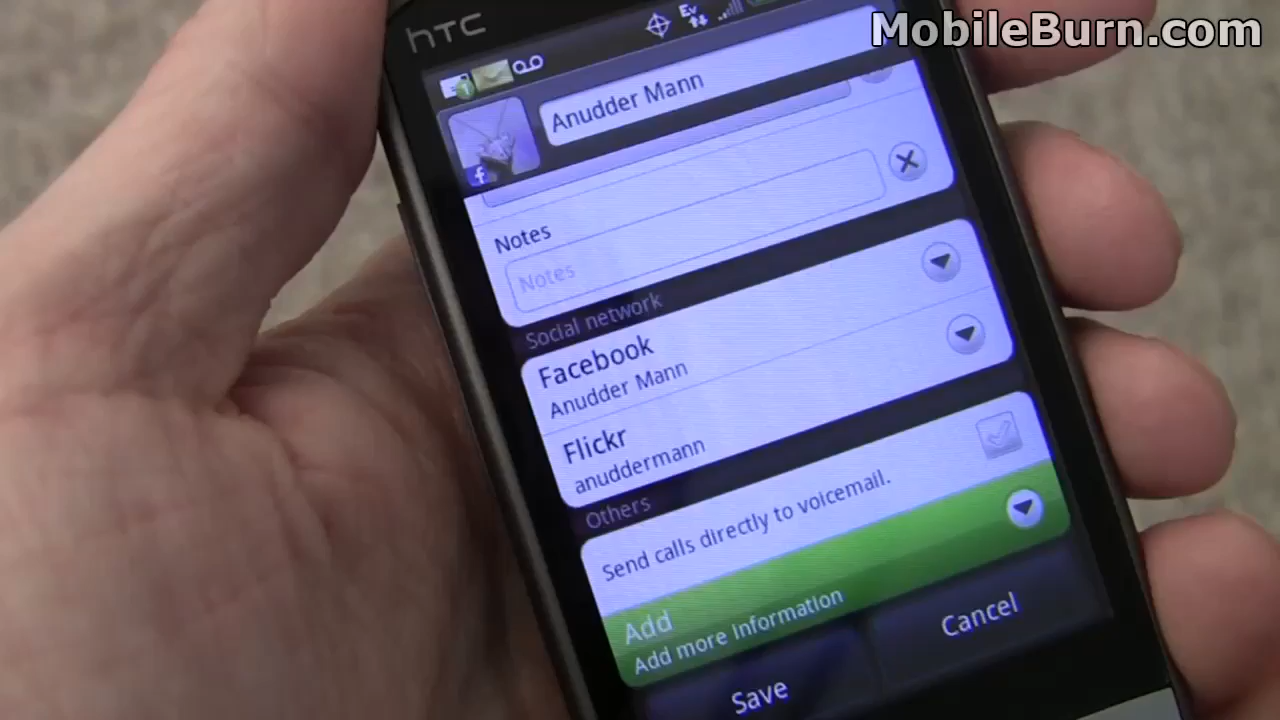 MobileBurn.com
hTC
Ev
Anudder Mann
f
Notes
Notes
Social network
Facebook
Anudder Mann
Flickr
anuddermann
Others
Send calls directly to voicemail.
Add
Add more information
Save
Cancel